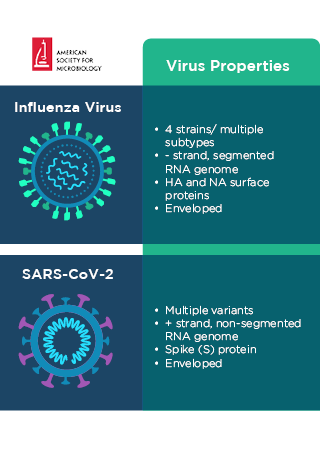 AMERICAN
SOCIETY FOR
MICROBIOLOGY
Virus Properties
Influenza Virus
• 4 strains/ multiple
subtypes
• - strand, segmented
RNA genome
• HA and NA surface
proteins
• Enveloped
SARS-CoV-2
• Multiple variants
• + strand, non-segmented
RNA genome
• Spike (S) protein
• Enveloped